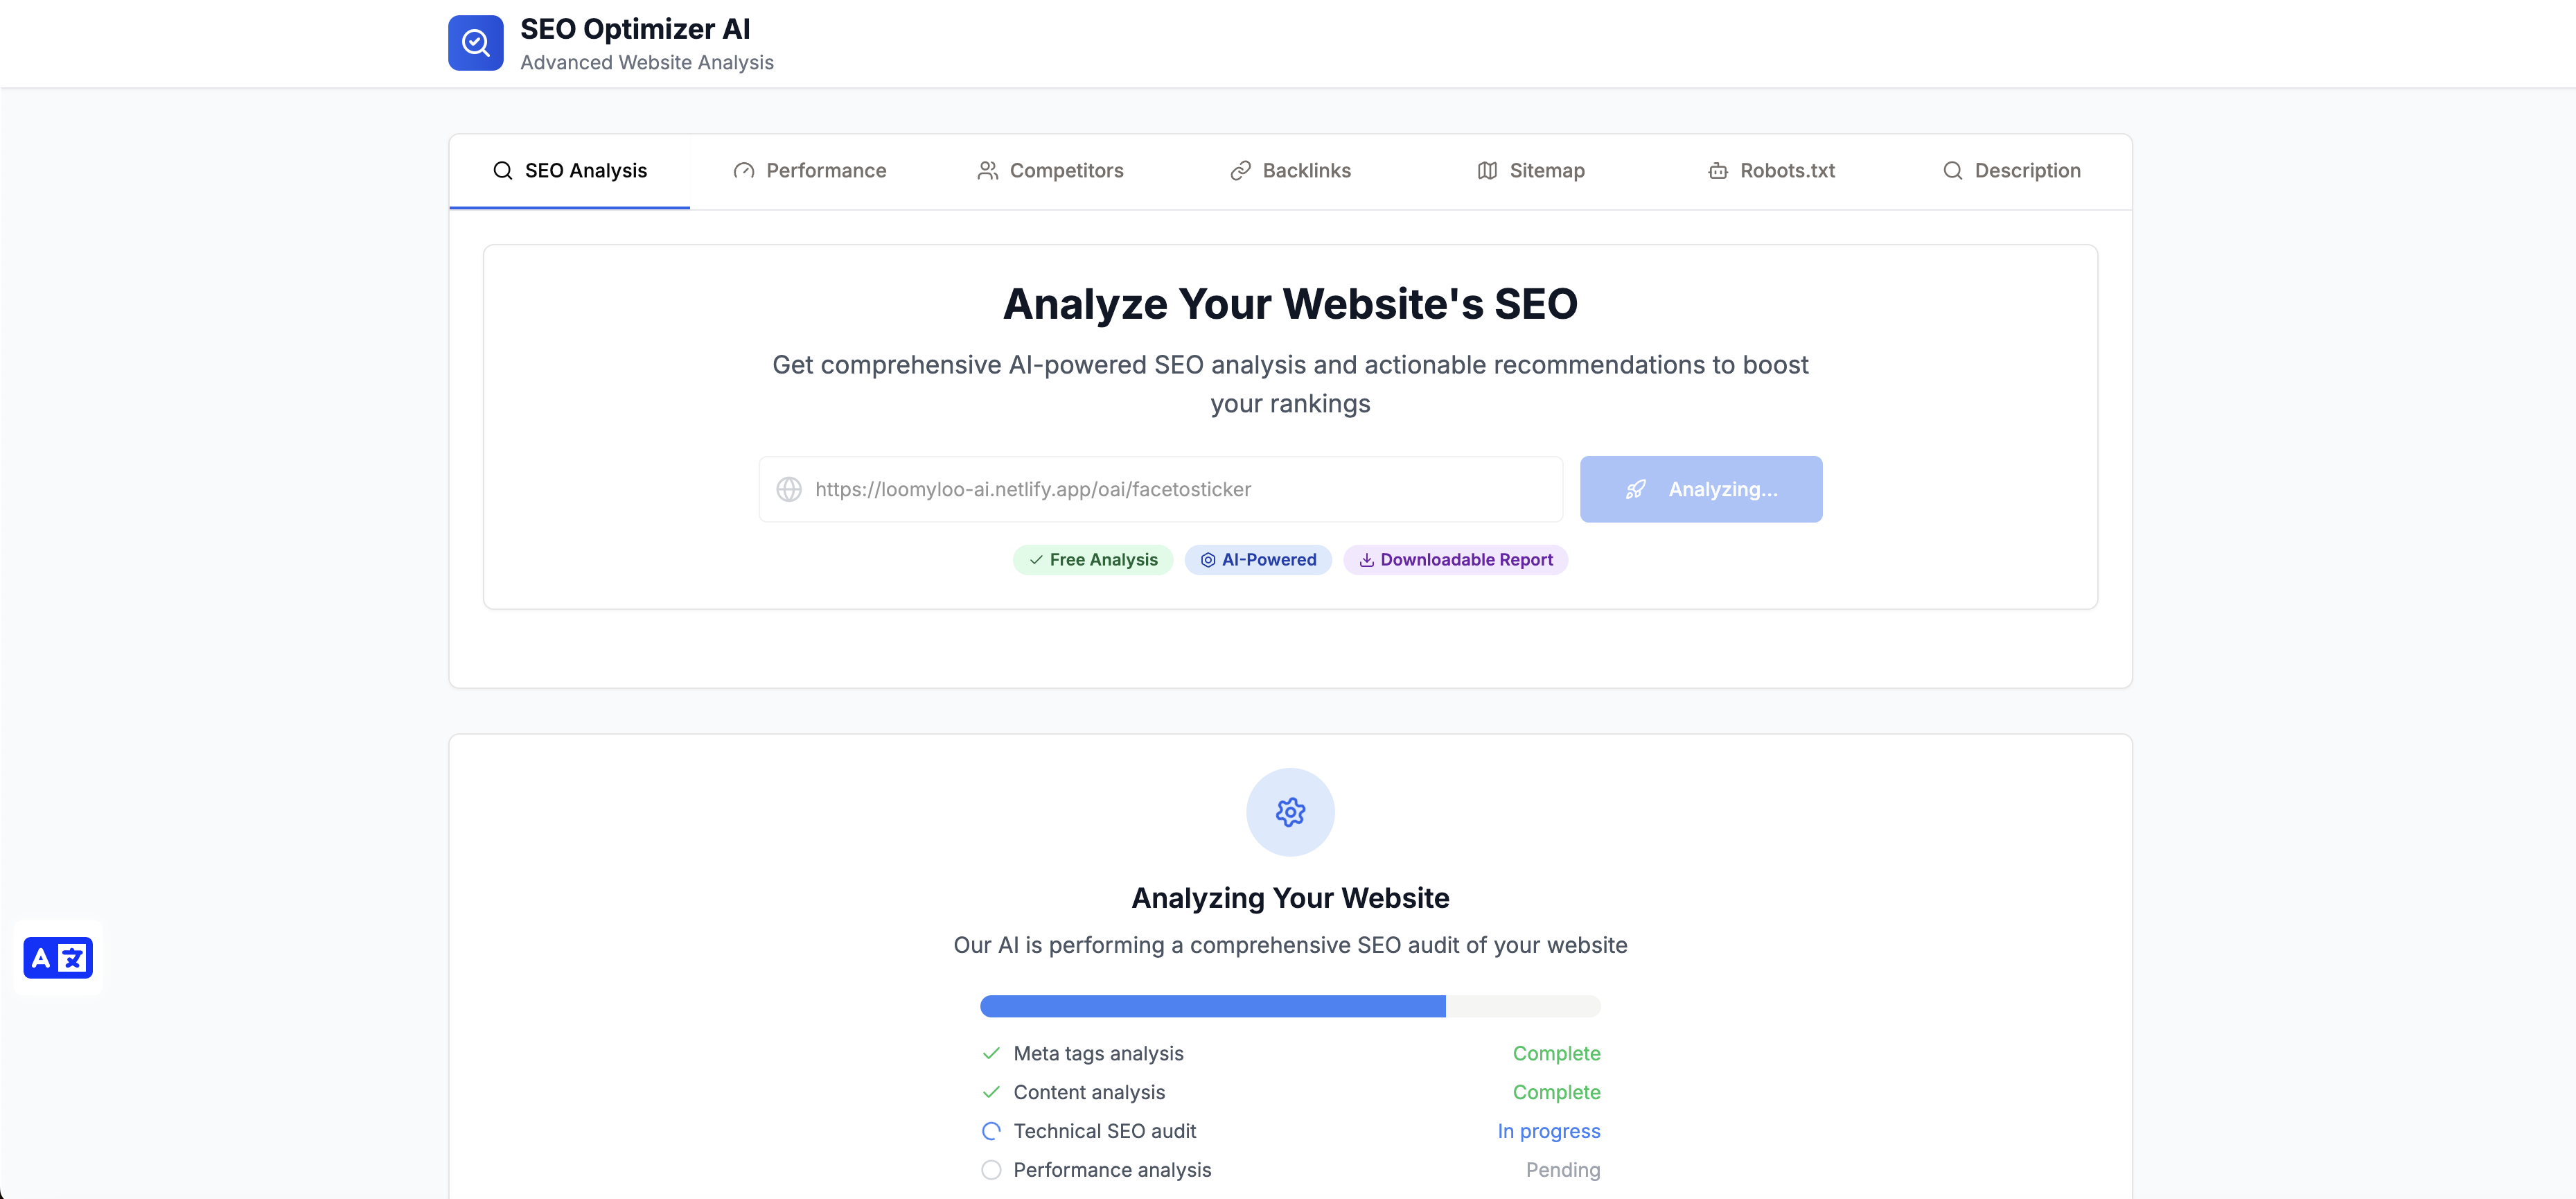 SEO Optimizer AI
Advanced Website Analysis
SEO Analysis
Performance
Competitors
Backlinks
Sitemap
Robots.txt
Description
Analyze Your Website's SEO
Get comprehensive AI-powered SEO analysis and actionable recommendations to boost
your rankings
https://loomyloo-ai.netlify.app/oai/facetosticker
Analyzing...
Free Analysis
AI-Powered
Downloadable Report
Analyzing Your Website
Our AI is performing a comprehensive SEO audit of your website
A 文
Meta tags analysis Complete
Content analysis Complete
Technical SEO audit In progress
Performance analysis Pending